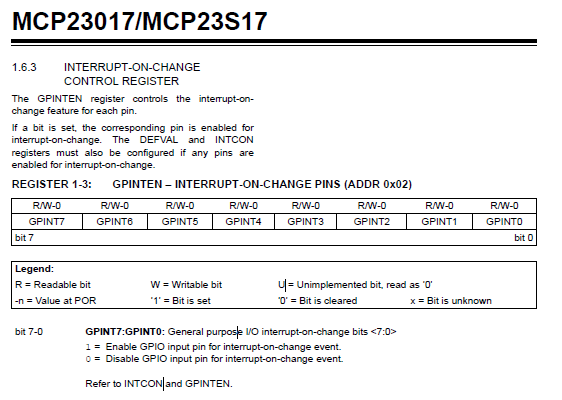 MCP23017/MCP23S17
1.6.3 INTERRUPT-ON-CHANGE
CONTROL REGISTER
The GPINTEN register controls the interrupt-on-
change feature for each pin.
If a bit is set, the corresponding pin is enabled for
interrupt-on-change. The DEFVAL and INTCON
registers must also be configured if any pins are
enabled for interrupt-on-change.
REGISTER 1-3: GPINTEN – INTERRUPT-ON-CHANGE PINS (ADDR 0x02)
R/W-0 R/W-0 R/W-0 R/W-0 R/W-0 R/W-0 R/W-0 R/W-0
GPINT7 GPINT6 GPINT5 GPINT4 GPINT3 GPINT2 GPINT1 GPINT0
bit 7 bit 0
Legend:
R = Readable bit W = Writable bit U = Unimplemented bit, read as '0'
-n = Value at POR '1' = Bit is set '0' = Bit is cleared x = Bit is unknown
bit 7-0 GPINT7:GPINT0: General purpose I/O interrupt-on-change bits <7:0>
1 = Enable GPIO input pin for interrupt-on-change event.
0 = Disable GPIO input pin for interrupt-on-change event.
Refer to INTCON and GPINTEN.